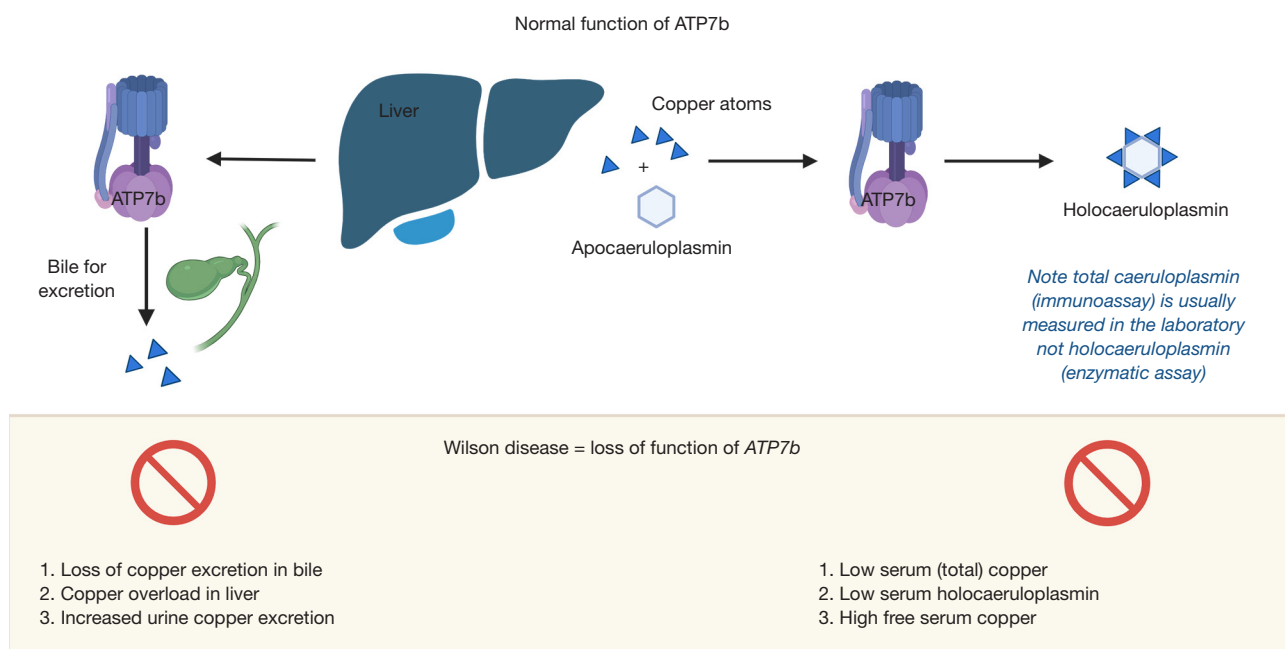 Normal function of ATP7b
Liver
Copper atoms
+
ATP7b
ATP7b
Apocaeruloplasmin
Holocaeruloplasmin
Bile for
excretion
Note total caeruloplasmin
(immunoassay) is usually
measured in the laboratory
not holocaeruloplasmin
(enzymatic assay)
Wilson disease = loss of function of ATP7b
1. Loss of copper excretion in bile
2. Copper overload in liver
3. Increased urine copper excretion
1. Low serum (total) copper
2. Low serum holocaeruloplasmin
3. High free serum copper